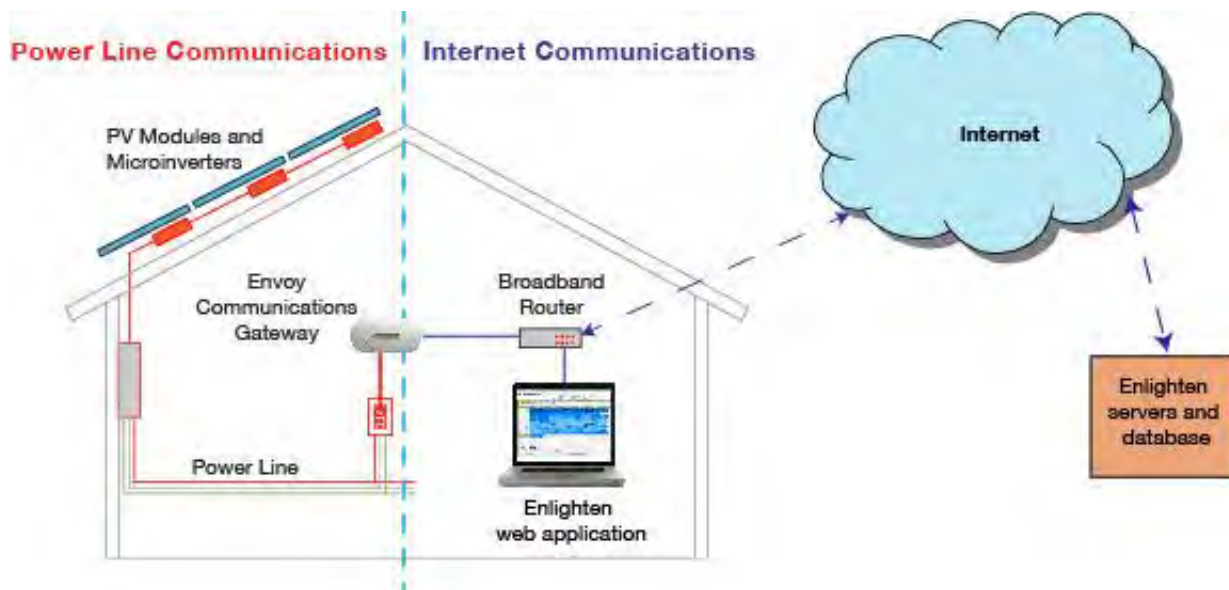 Power Line Communications
Internet Communications
PV Modules and
Microinverters
Internet
Envoy
Communications
Gateway
Broadband
Router
Enlighten
servers and
database
Power Line
Enlighten
web application